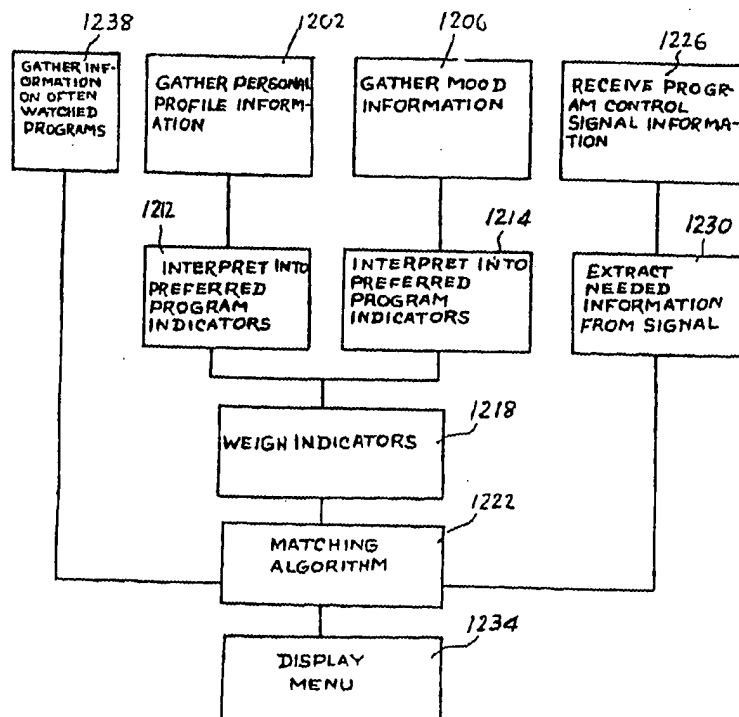 1238
1202
1206
1226
GATHER INF-
ORMATION
ON OFTEN
WATCHED
PROGRAMS
GATHER PERSONAL
PROFILE INFORM-
ATION
GATHER MOOD
INFORMATION
RECEIVE PROGR-
AM CONTROL
SIGNAL INFORMA-
TION
1212
1214
1230
INTERPRET INTO
PREFERRED
PROGRAM
INDICATORS
INTERPRET INTO
PREFERRED
PROGRAM
INDICATORS
EXTRACT
NEEDED
INFORMATION
FROM SIGNAL
1218
WEIGH INDICATORS
1222
MATCHING
ALGORITHM
1234
DISPLAY
MENU